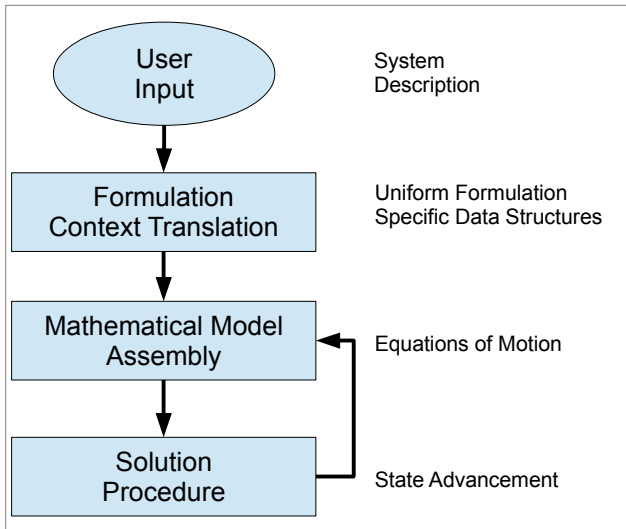 User
Input
System
Description
Formulation
Context Translation
Uniform Formulation
Specific Data Structures
Mathematical Model
Assembly
Equations of Motion
Solution
Procedure
State Advancement